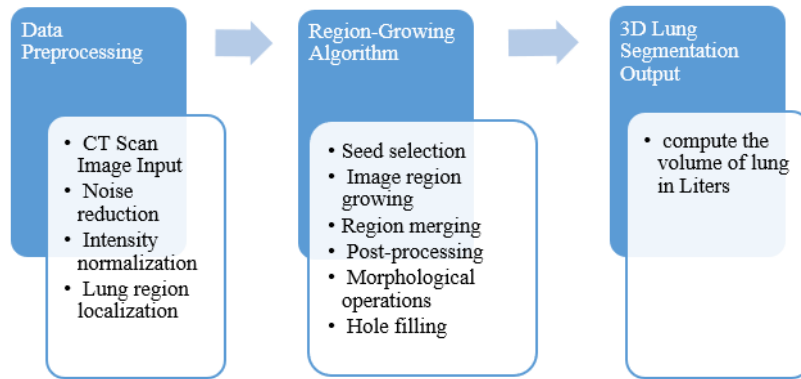 Data
Preprocessing
• CT Scan
Image Input
• Noise
reduction
• Intensity
normalization
• Lung region
localization
Region-Growing
Algorithm
• Seed selection
• Image region
growing
• Region merging
• Post-processing
• Morphological
operations
• Hole filling
3D Lung
Segmentation
Output
• compute the
volume of lung
in Liters